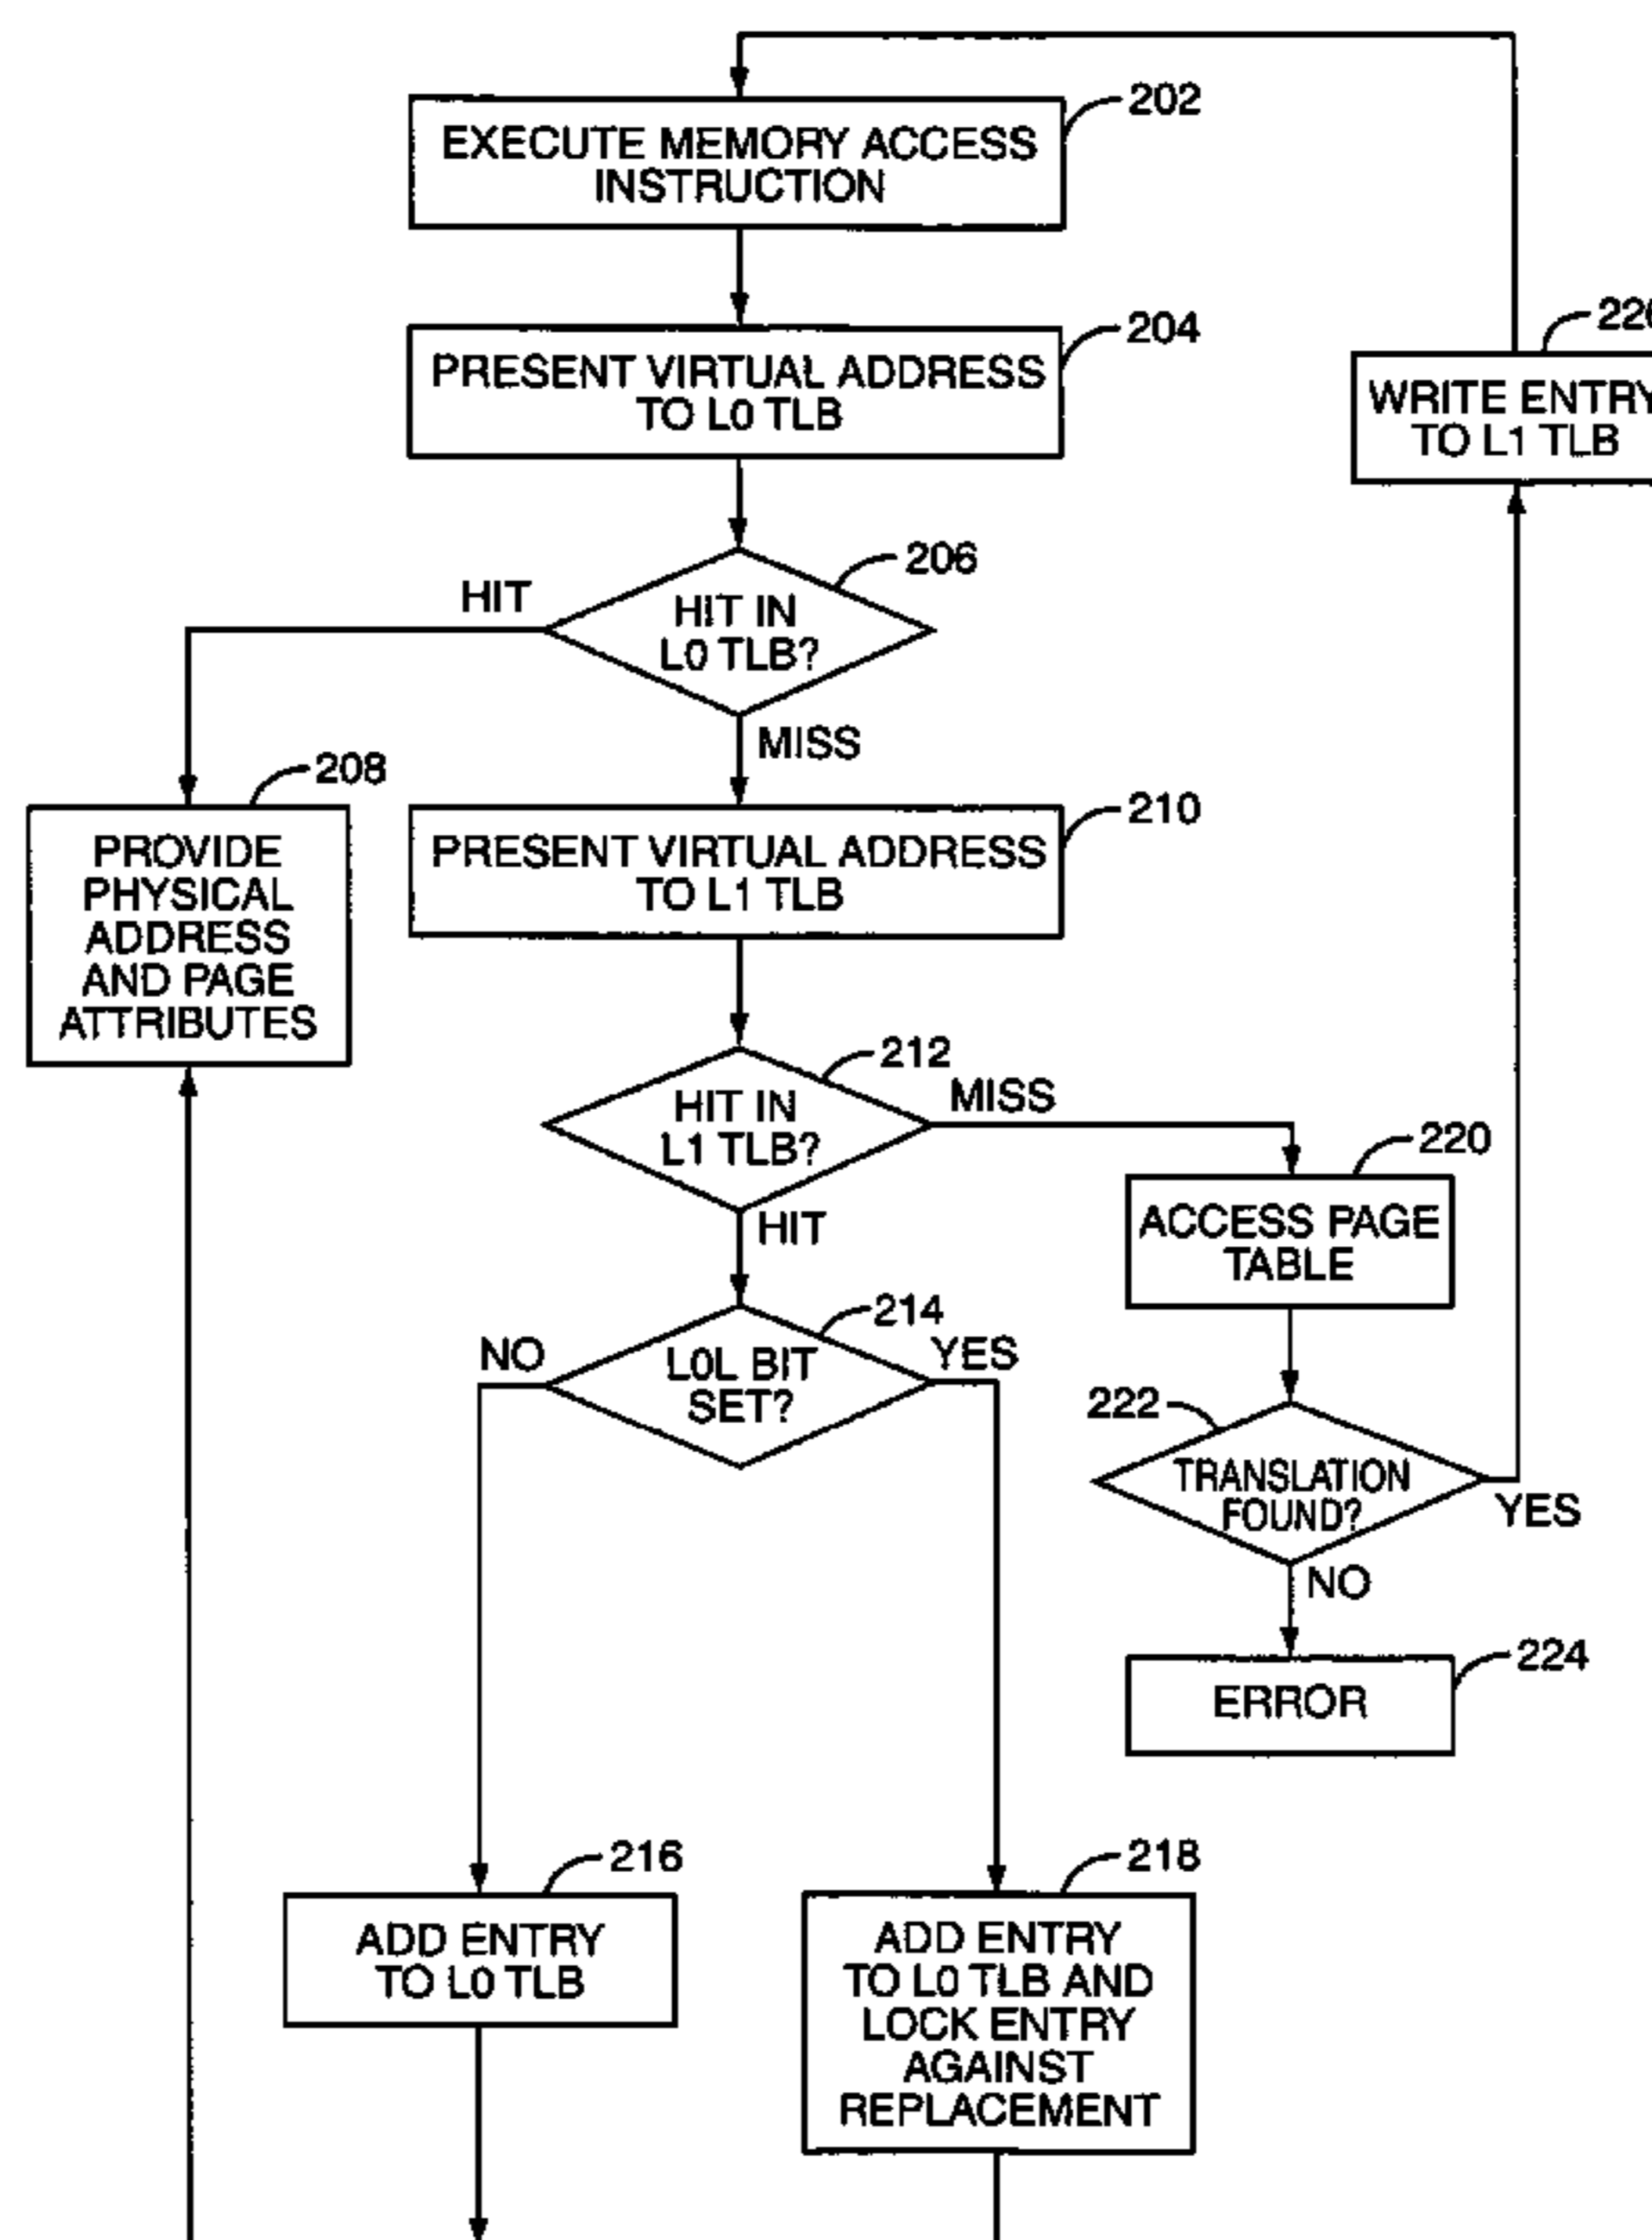 202
EXECUTE MEMORY ACCESS
INSTRUCTION
204
PRESENT VIRTUAL ADDRESS
TO L0 TLB
WRITE ENTRY
TO L1 TLB
206
HIT
HIT IN
L0 TLB?
MISS
208
210
PROVIDE
PHYSICAL
ADDRESS
AND PAGE
ATTRIBUTES
PRESENT VIRTUAL ADDRESS
TO L1 TLB
212
MISS
HIT IN
L1 TLB?
220
HIT
ACCESS PAGE
TABLE
214
NO
YES
L0L BIT
SET?
222
TRANSLATION
FOUND?
YES
NO
224
ERROR
216
218
ADD ENTRY
TO L0 TLB
ADD ENTRY
TO L0 TLB AND
LOCK ENTRY
AGAINST
REPLACEMENT